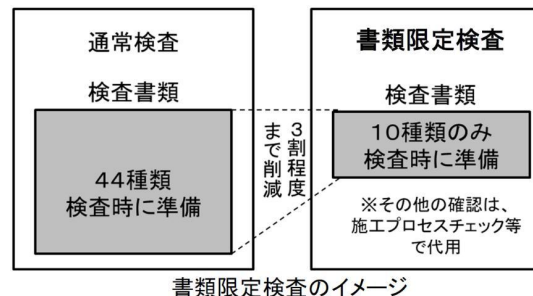 通常検査
検査書類
44種類
検査時に準備
3割程度
まで削減
書類限定検査
検査書類
10種類のみ
検査時に準備
※その他の確認は、
施工プロセスチェック等
で代用
書類限定検査のイメージ